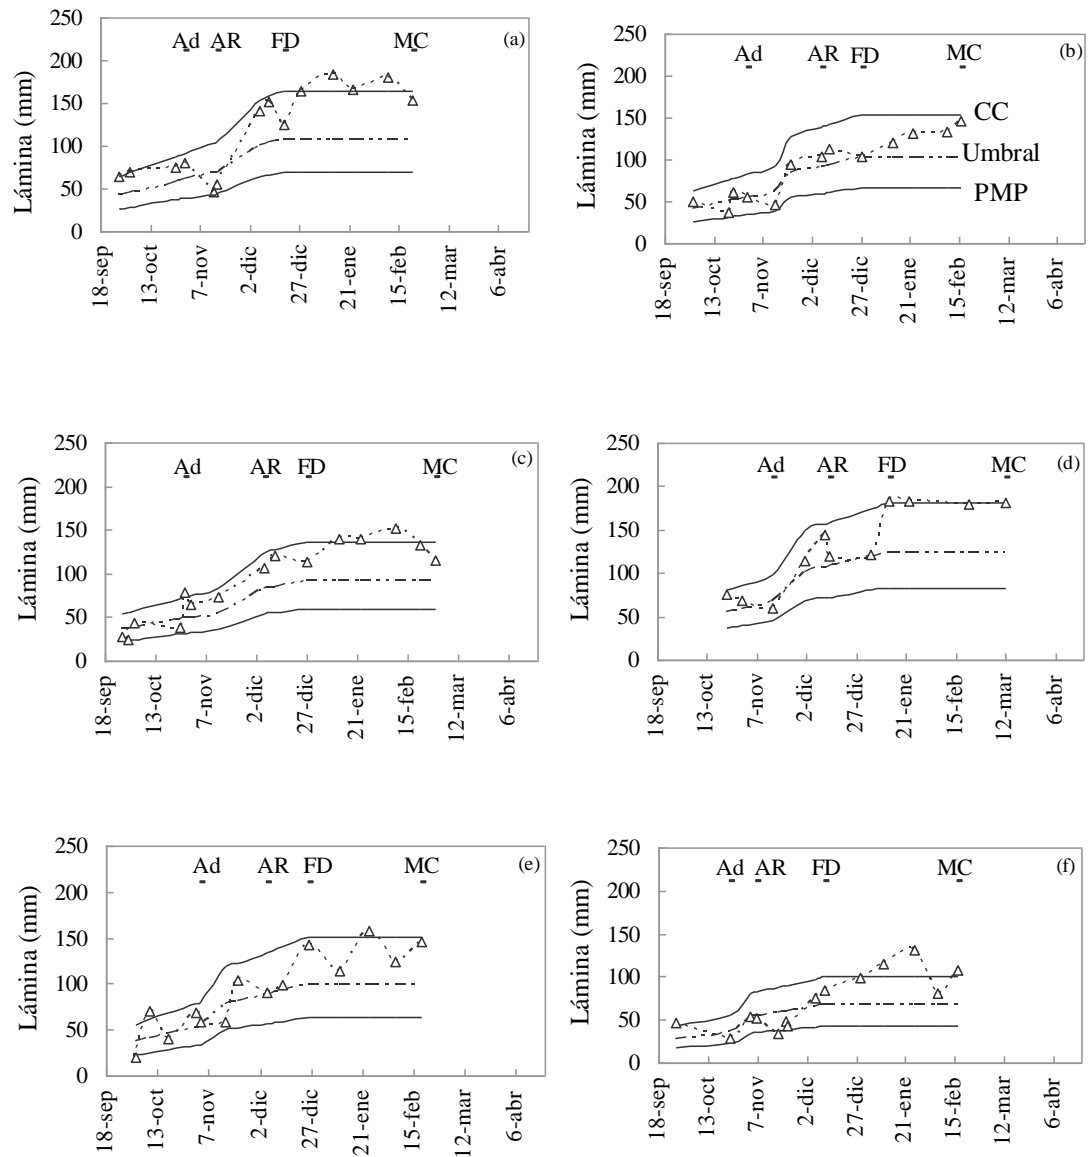 250
200
150
100
50
0
Lámina (mm)
Ad AR FD MC (a)
18-sep 13-oct 7-nov 2-dic 27-dic 21-ene 15-feb 12-mar 6-abr
250
200
150
100
50
0
Lámina (mm)
Ad AR FD MC (b)
CC
Umbral
PMP
18-sep 13-oct 7-nov 2-dic 27-dic 21-ene 15-feb 12-mar 6-abr
250
200
150
100
50
0
Lámina (mm)
Ad AR FD MC (c)
18-sep 13-oct 7-nov 2-dic 27-dic 21-ene 15-feb 12-mar 6-abr
250
200
150
100
50
0
Lámina (mm)
Ad AR FD MC (d)
18-sep 13-oct 7-nov 2-dic 27-dic 21-ene 15-feb 12-mar 6-abr
250
200
150
100
50
0
Lámina (mm)
Ad AR FD MC (e)
18-sep 13-oct 7-nov 2-dic 27-dic 21-ene 15-feb 12-mar 6-abr
250
200
150
100
50
0
Lámina (mm)
Ad AR FD MC (f)
18-sep 13-oct 7-nov 2-dic 27-dic 21-ene 15-feb 12-mar 6-abr